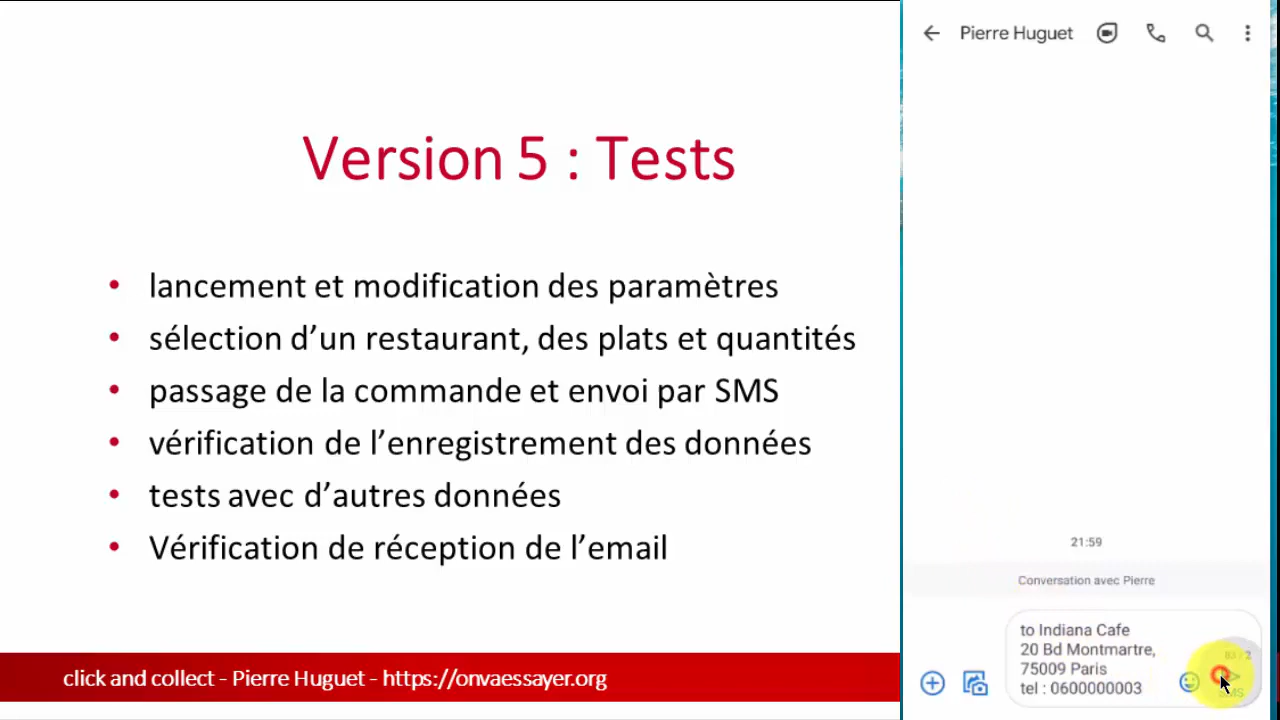 Version 5 : Tests
• lancement et modification des paramètres
• sélection d’un restaurant, des plats et quantités
• passage de la commande et envoi par SMS
• vérification de l’enregistrement des données
• tests avec d’autres données
• Vérification de réception de l’email
click and collect - Pierre Huguet - https://onvaessayer.org
Pierre Huguet
21:59
Conversation avec Pierre
to Indiana Cafe
20 Bd Montmartre,
75009 Paris
tel : 0600000003
SMS